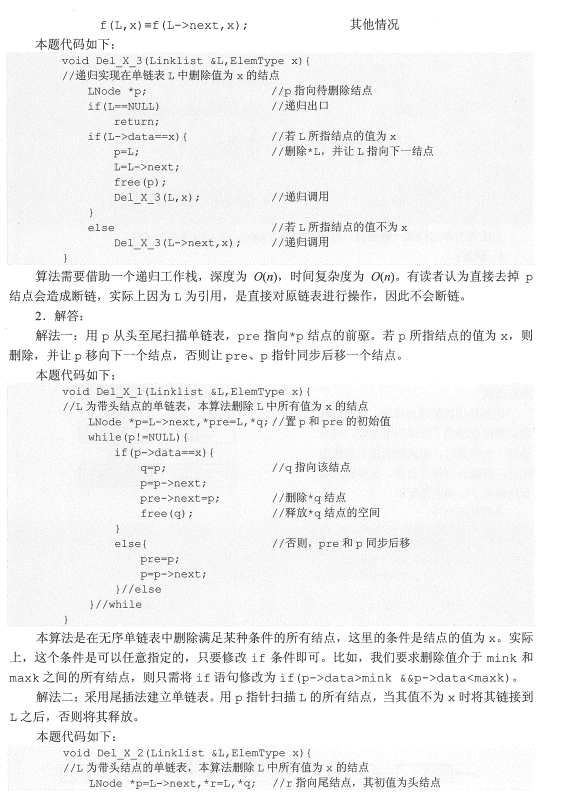 f(L,x)≡f(L->next,x); 其他情况
本题代码如下:
void Del_X_3(Linklist &L,ElemType x){
//递归实现在单链表 L 中删除值为 x 的结点
LNode *p; //p 指向待删除结点
if(L==NULL) //递归出口
return;
if(L->data==x){ //若 L 所指结点的值为 x
p=L; //删除*L，并让 L 指向下一结点
L=L->next;
free(p);
Del_X_3(L,x); //递归调用
}
else //若 L 所指结点的值不为 x
Del_X_3(L->next,x); //递归调用
}
算法需要借助一个递归工作栈，深度为 O(n)，时间复杂度为 O(n)。有读者认为直接去掉 p
结点会造成断链，实际上因为 L 为引用，是直接对原链表进行操作，因此不会断链。
2．解答:
解法一：用 p 从头至尾扫描单链表，pre 指向*p 结点的前驱。若 p 所指结点的值为 x，则
删除，并让 p 移向下一个结点，否则让 pre、p 指针同步后移一个结点。
本题代码如下:
void Del_X_1(Linklist &L,ElemType x){
//L 为带头结点的单链表，本算法删除 L 中所有值为 x 的结点
LNode *p=L->next,*pre=L,*q; //置 p 和 pre 的初始值
while(p!=NULL){
if(p->data==x){
q=p; //q 指向该结点
p=p->next;
pre->next=p; //删除*q 结点
free(q); //释放*q 结点的空间
}
else{ //否则，pre 和 p 同步后移
pre=p;
p=p->next;
}//else
}//while
}
本算法是在无序单链表中删除满足某种条件的所有结点，这里的条件是结点的值为 x。实际
上，这个条件是可以任意指定的，只要修改 if 条件即可。比如，我们要求删除值介于 mink 和
maxk 之间的所有结点，则只需将 if 语句修改为 if(p->data>mink &&p->data<maxk)。
解法二：采用尾插法建立单链表。用 p 指针扫描 L 的所有结点，当其值不为 x 时将其链接到
L 之后，否则将其释放。
本题代码如下:
void Del_X_2(Linklist &L,ElemType x){
//L 为带头结点的单链表，本算法删除 L 中所有值为 x 的结点
LNode *p=L->next,*r=L,*q; //r 指向尾结点，其初值为头结点